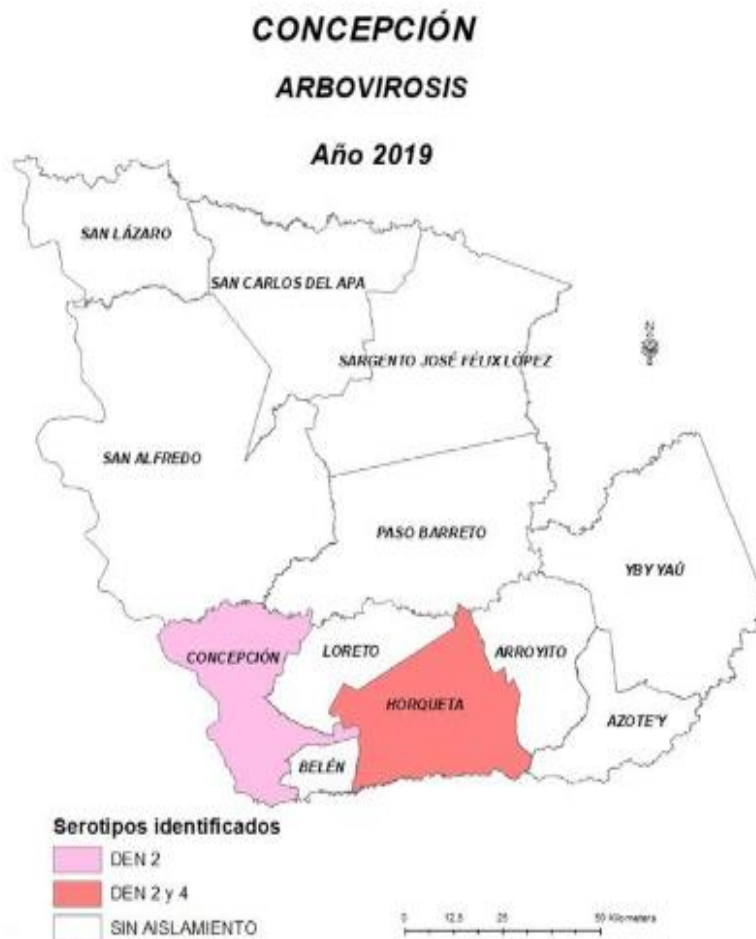 CONCEPCIÓN
ARBOVIROSIS
Año 2019
SAN LÁZARO
SAN CARLOS DEL APA
SARGENTO JOSÉ FÉLIX LÓPEZ
SAN ALFREDO
PASO BARRETO
YBY YAÚ
CONCEPCIÓN
LORETO
ARROYITO
HORQUETA
AZOTE'Y
BELÉN
Serotipos identificados
DEN 2
DEN 2 y 4
SIN AISLAMIENTO
0 12,5 25 50 Kilometers